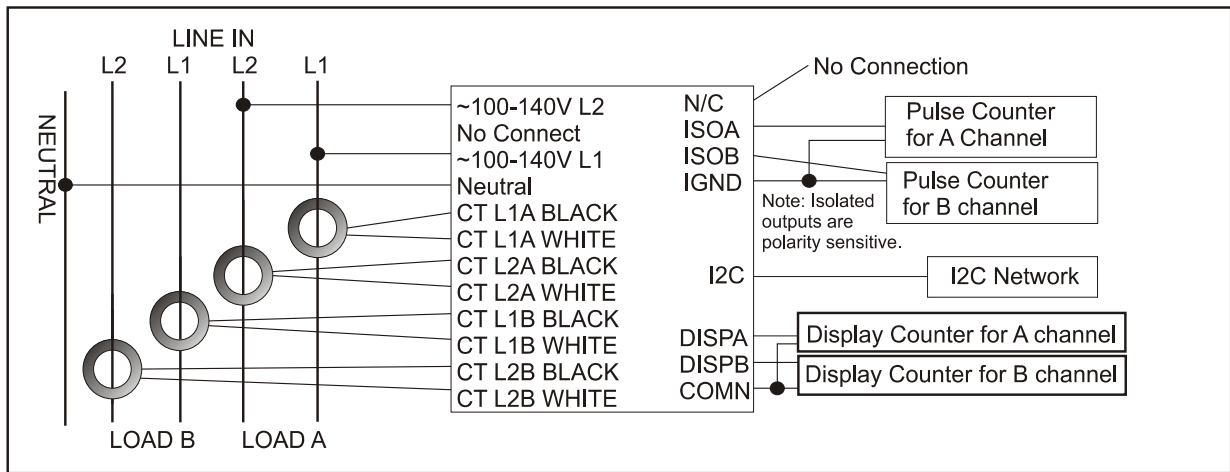 LINE IN
L2 L1 L2 L1
NEUTRAL
~100-140V L2
No Connect
~100-140V L1
Neutral
CT L1A BLACK
CT L1A WHITE
CT L2A BLACK
CT L2A WHITE
CT L1B BLACK
CT L1B WHITE
CT L2B BLACK
CT L2B WHITE
LOAD B LOAD A
N/C
ISOA
ISOB
IGND
I2C
DISPA
DISPB
COMN
No Connection
Pulse Counter
for A Channel
Pulse Counter
for B channel
Note: Isolated
outputs are
polarity sensitive.
I2C Network
Display Counter for A channel
Display Counter for B channel